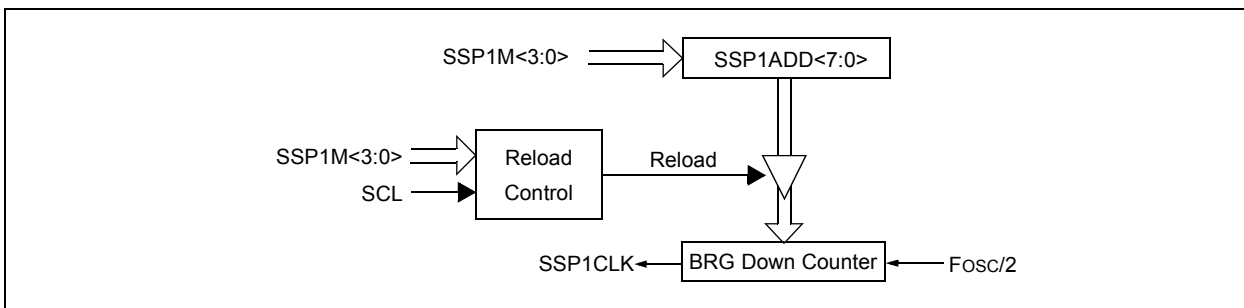 SSP1M<3:0>
SSP1ADD<7:0>
SSP1M<3:0>
SCL
Reload
Control
Reload
SSP1CLK
BRG Down Counter
FOSC/2